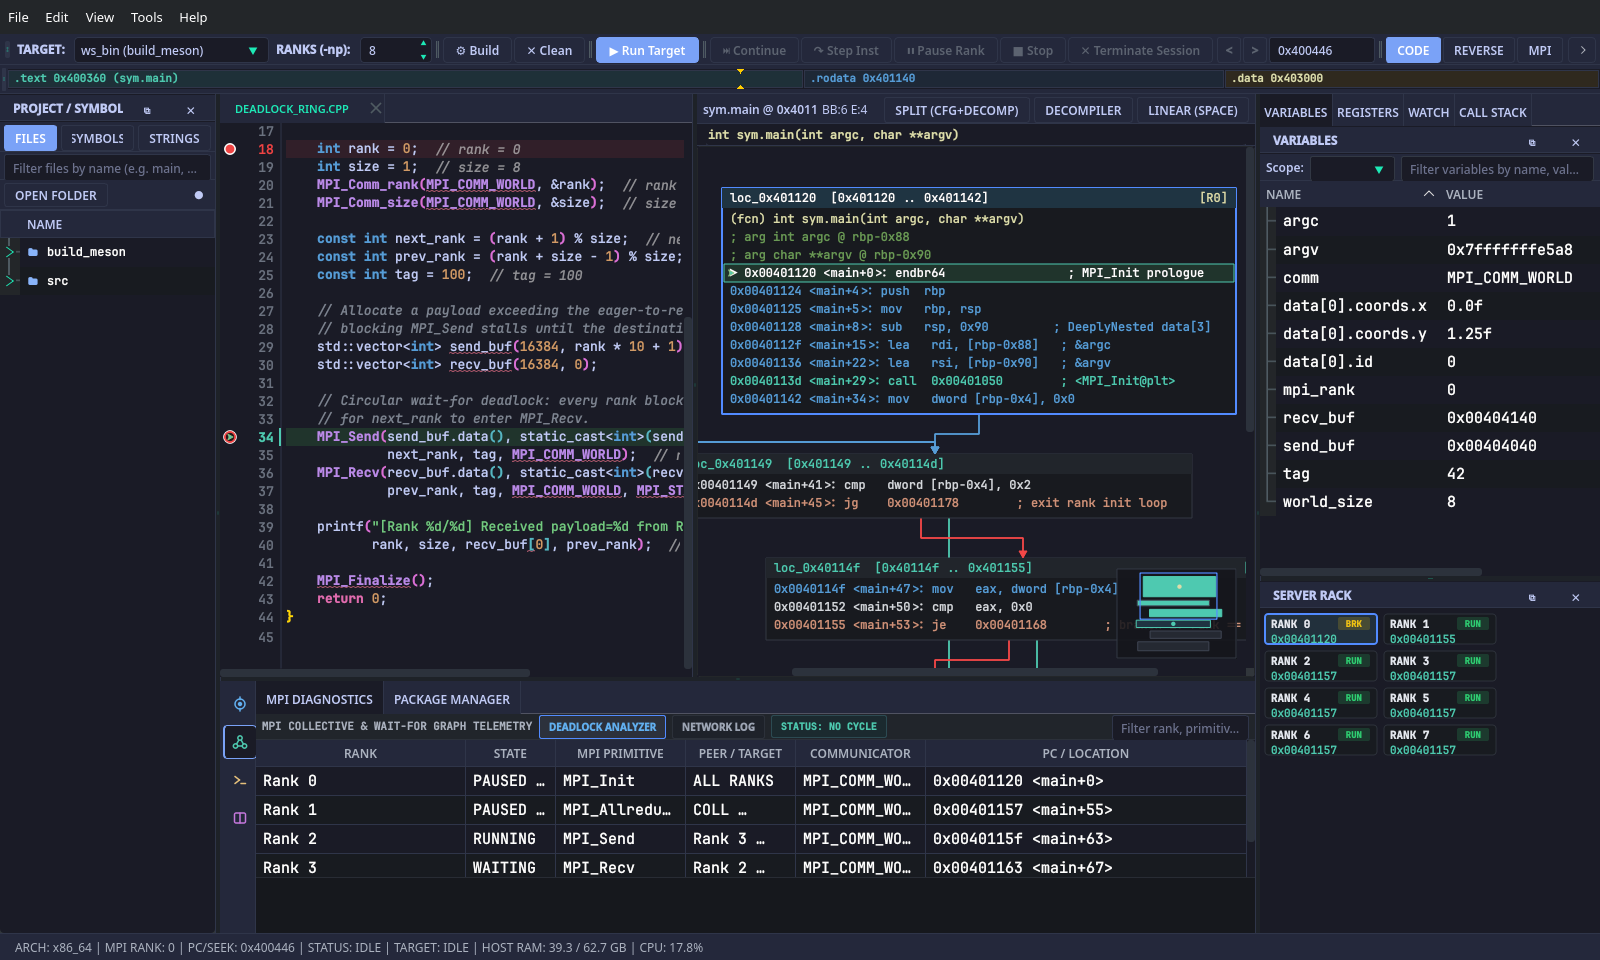 File Edit View Tools Help
TARGET: ws_bin (build_meson) RANKS (-np): 8 Build Clean Run Target Continue Step Inst Pause Rank Stop Terminate Session < > 0x400446 CODE REVERSE MPI >
.text 0x400360 (sym.main) .rodata 0x401140 .data 0x403000
PROJECT / SYMBOL
FILES SYMBOLS STRINGS
Filter files by name (e.g. main, ...
OPEN FOLDER
NAME
build_meson
src
DEADLOCK_RING.CPP
17
18 int rank = 0; // rank = 0
19 int size = 1; // size = 8
20 MPI_Comm_rank(MPI_COMM_WORLD, &rank); // rank
21 MPI_Comm_size(MPI_COMM_WORLD, &size); // size
22
23 const int next_rank = (rank + 1) % size; // ne
24 const int prev_rank = (rank + size - 1) % size;
25 const int tag = 100; // tag = 100
26
27 // Allocate a payload exceeding the eager-to-re
28 // blocking MPI_Send stalls until the destinati
29 std::vector<int> send_buf(16384, rank * 10 + 1)
30 std::vector<int> recv_buf(16384, 0);
31
32 // Circular wait-for deadlock: every rank block
33 // for next_rank to enter MPI_Recv.
34 MPI_Send(send_buf.data(), static_cast<int>(send
35 next_rank, tag, MPI_COMM_WORLD); //
36 MPI_Recv(recv_buf.data(), static_cast<int>(recv
37 prev_rank, tag, MPI_COMM_WORLD, MPI_ST
38
39 printf("[Rank %d/%d] Received payload=%d from R
40 rank, size, recv_buf[0], prev_rank); //
41
42 MPI_Finalize();
43 return 0;
44 }
45
sym.main @ 0x4011 BB:6 E:4 SPLIT (CFG+DECOMP) DECOMPILER LINEAR (SPACE)
int sym.main(int argc, char **argv)
loc_0x401120 [0x401120 .. 0x401142] [R0]
(fcn) int sym.main(int argc, char **argv)
; arg int argc @ rbp-0x88
; arg char **argv @ rbp-0x90
0x00401120 <main+0>: endbr64 ; MPI_Init prologue
0x00401124 <main+4>: push rbp
0x00401125 <main+5>: mov rbp, rsp
0x00401128 <main+8>: sub rsp, 0x90 ; DeeplyNested data[3]
0x0040112f <main+15>: lea rdi, [rbp-0x88] ; &argc
0x00401136 <main+22>: lea rsi, [rbp-0x90] ; &argv
0x0040113d <main+29>: call 0x00401050 ; <MPI_Init@plt>
0x00401142 <main+34>: mov dword [rbp-0x4], 0x0
oc_0x401149 [0x401149 .. 0x40114d]
x00401149 <main+41>: cmp dword [rbp-0x4], 0x2
x0040114d <main+45>: jg 0x00401178 ; exit rank init loop
loc_0x40114f [0x40114f .. 0x401155]
0x0040114f <main+47>: mov eax, dword [rbp-0x4]
0x00401152 <main+50>: cmp eax, 0x0
0x00401155 <main+53>: je 0x00401168 ;
VARIABLES REGISTERS WATCH CALL STACK
VARIABLES
Scope: Filter variables by name, val...
NAME VALUE
argc 1
argv 0x7fffffffe5a8
comm MPI_COMM_WORLD
data[0].coords.x 0.0f
data[0].coords.y 1.25f
data[0].id 0
mpi_rank 0
recv_buf 0x00404140
send_buf 0x00404040
tag 42
world_size 8
SERVER RACK
RANK 0 BRK RANK 1 RUN
0x00401120 0x00401155
RANK 2 RUN RANK 3 RUN
0x00401157 0x00401157
RANK 4 RUN RANK 5 RUN
0x00401157 0x00401157
RANK 6 RUN RANK 7 RUN
0x00401157 0x00401157
MPI DIAGNOSTICS PACKAGE MANAGER
MPI COLLECTIVE & WAIT-FOR GRAPH TELEMETRY DEADLOCK ANALYZER NETWORK LOG STATUS: NO CYCLE Filter rank, primitiv...
RANK STATE MPI PRIMITIVE PEER / TARGET COMMUNICATOR PC / LOCATION
Rank 0 PAUSED … MPI_Init ALL RANKS MPI_COMM_WO… 0x00401120 <main+0>
Rank 1 PAUSED … MPI_Allredu… COLL … MPI_COMM_WO… 0x00401157 <main+55>
Rank 2 RUNNING MPI_Send Rank 3 … MPI_COMM_WO… 0x0040115f <main+63>
Rank 3 WAITING MPI_Recv Rank 2 … MPI_COMM_WO… 0x00401163 <main+67>
ARCH: x86_64 | MPI RANK: 0 | PC/SEEK: 0x400446 | STATUS: IDLE | TARGET: IDLE | HOST RAM: 39.3 / 62.7 GB | CPU: 17.8%